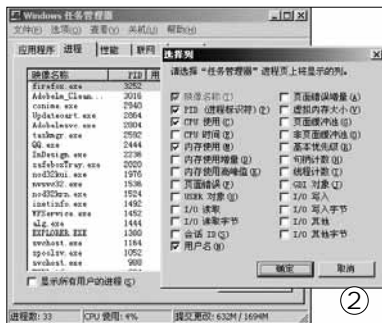 Windows 任务管理器
文件(F) 选项(O) 查看(V) 关机(U) 帮助(H)
应用程序 进程 性能 联网
映像名称 PID 用
firefox.exe 3252
AdobeLm_Clean... 3016
conime.exe 2940
Updatecart.exe 2864
Adobelmsvc.exe 2804
taskmgr.exe 2592
QQ.exe 2444
InDesign.exe 2236
zafeboxTray.exe 2020
nod32kui.exe 1976
nvsvc32.exe 1536
nod32krn.exe 1524
inetinfo.exe 1492
WFService.exe 1452
alg.exe 1444
EXPLORER.EXE 1380
svchost.exe 1164
spoolsv.exe 1052
svchost.exe 988
显示所有用户的进程(S)
进程数: 33 CPU 使用: 4% 提交更改: 632M / 1694M
选择列
请选择“任务管理器”进程页上将显示的列。
映像名称(I)
PID (进程标识符)(P)
CPU 使用(C)
CPU 时间(E)
内存使用(M)
内存使用增量(D)
内存使用高峰值(E)
页面错误(F)
USER 对象(U)
I/O 读取
I/O 读取字节
会话 ID(S)
用户名(N)
页面错误增量(A)
虚拟内存大小(V)
页面缓冲池(G)
非页面缓冲池(O)
基本优先级(R)
句柄计数(H)
线程计数(T)
GDI 对象(J)
I/O 写入
I/O 写入字节
I/O 其他
I/O 其他字节
确定 取消
②